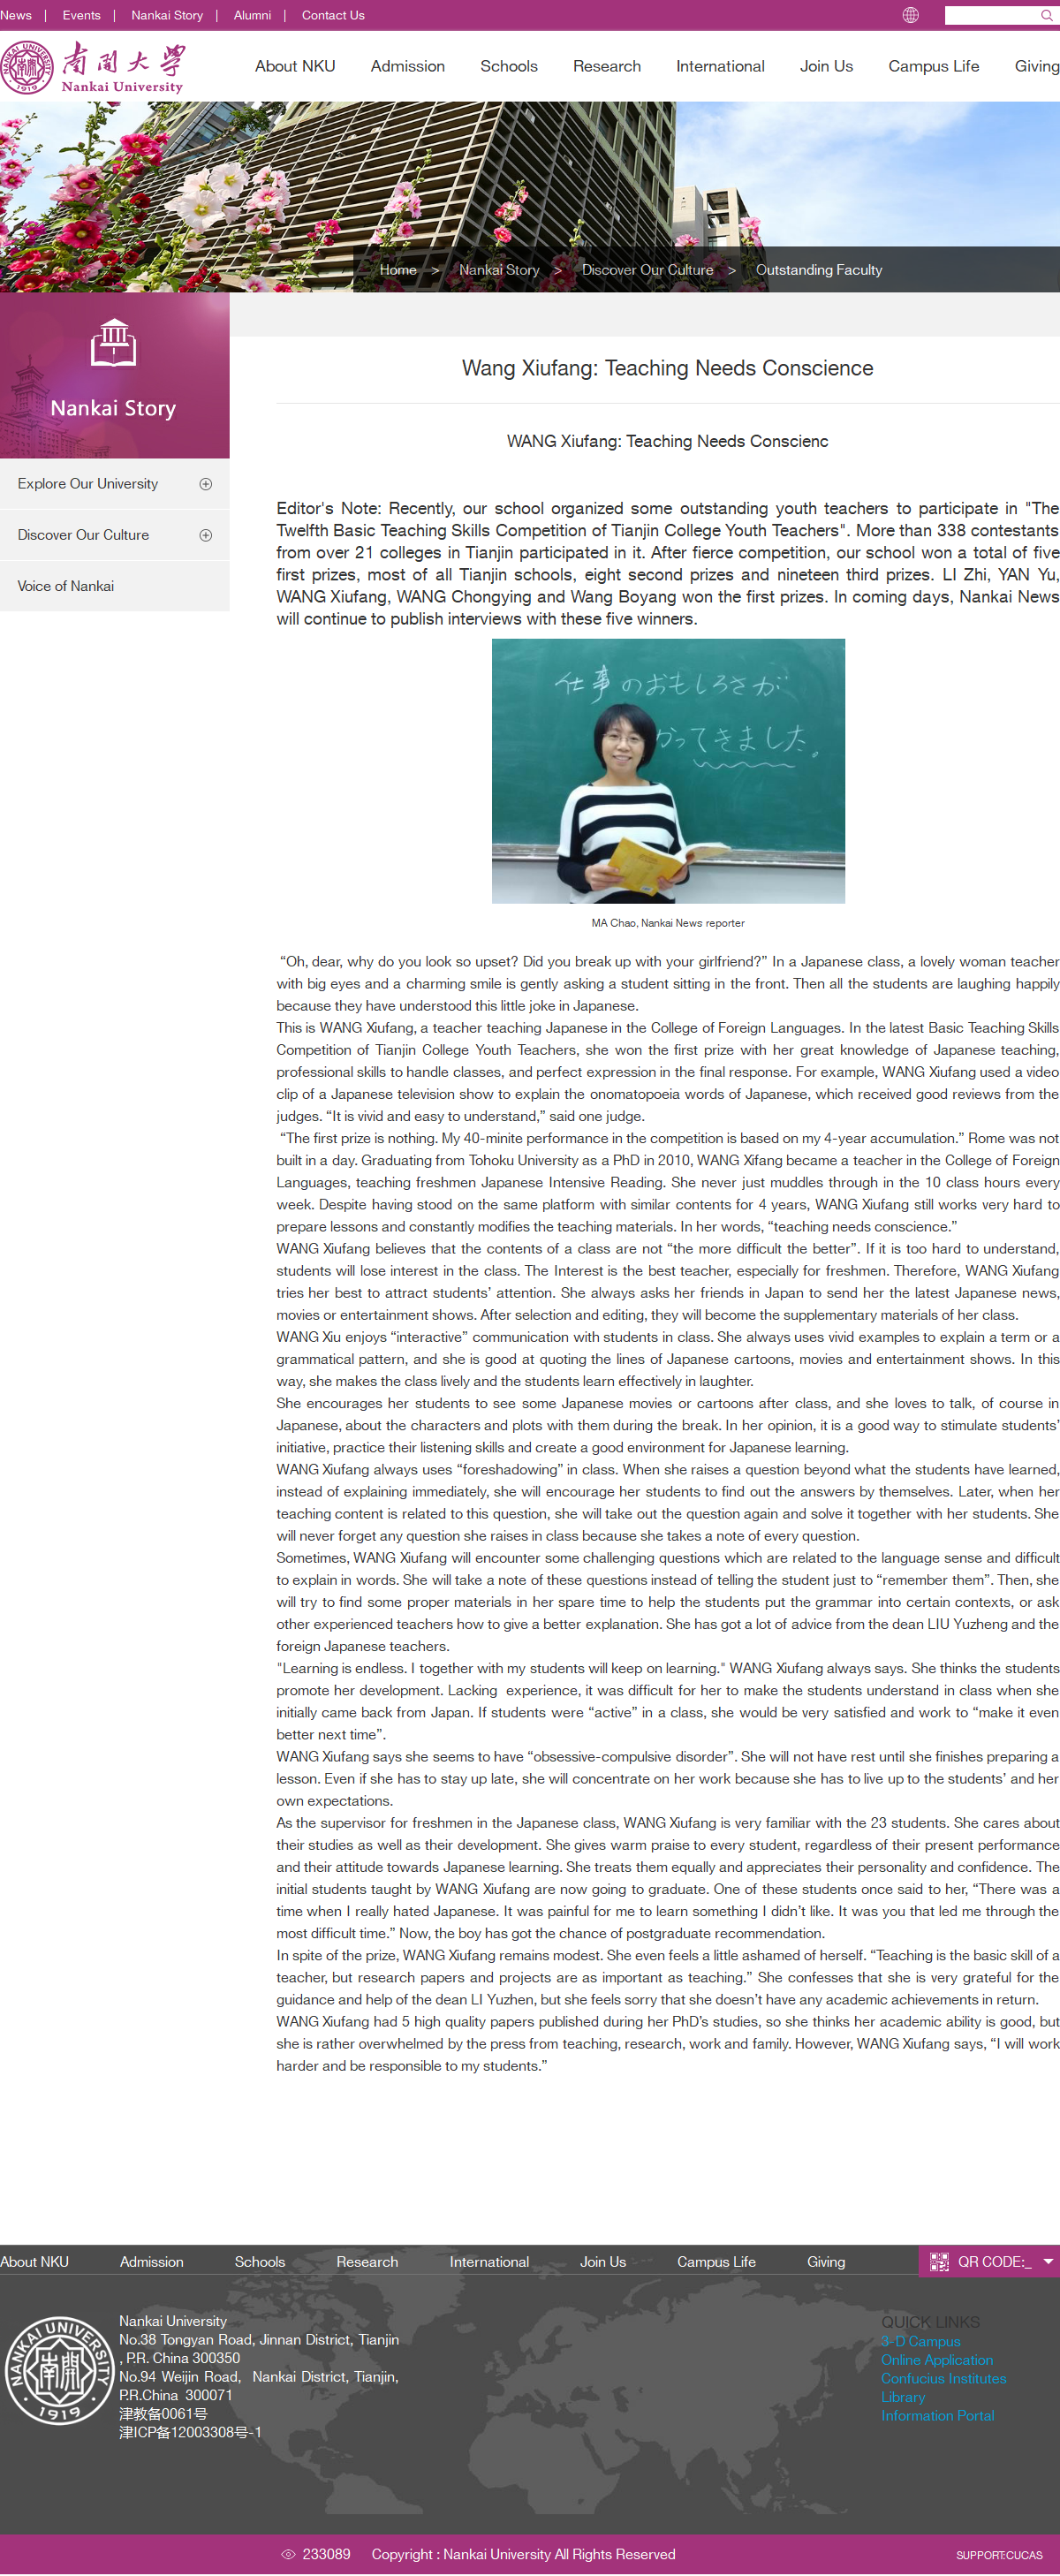 News | Events | Nankai Story | Alumni | Contact Us
NANKAI UNIVERSITY
1919
南開大學
Nankai University
About NKU Admission Schools Research International Join Us Campus Life Giving
Home > Nankai Story > Discover Our Culture > Outstanding Faculty
Nankai Story
Explore Our University
Discover Our Culture
Voice of Nankai
Wang Xiufang: Teaching Needs Conscience
WANG Xiufang: Teaching Needs Conscienc
Editor's Note: Recently, our school organized some outstanding youth teachers to participate in "The
Twelfth Basic Teaching Skills Competition of Tianjin College Youth Teachers". More than 338 contestants
from over 21 colleges in Tianjin participated in it. After fierce competition, our school won a total of five
first prizes, most of all Tianjin schools, eight second prizes and nineteen third prizes. LI Zhi, YAN Yu,
WANG Xiufang, WANG Chongying and Wang Boyang won the first prizes. In coming days, Nankai News
will continue to publish interviews with these five winners.
仕事のおもしろさが
かってきました。
MA Chao, Nankai News reporter
“Oh, dear, why do you look so upset? Did you break up with your girlfriend?” In a Japanese class, a lovely woman teacher
with big eyes and a charming smile is gently asking a student sitting in the front. Then all the students are laughing happily
because they have understood this little joke in Japanese.
This is WANG Xiufang, a teacher teaching Japanese in the College of Foreign Languages. In the latest Basic Teaching Skills
Competition of Tianjin College Youth Teachers, she won the first prize with her great knowledge of Japanese teaching,
professional skills to handle classes, and perfect expression in the final response. For example, WANG Xiufang used a video
clip of a Japanese television show to explain the onomatopoeia words of Japanese, which received good reviews from the
judges. “It is vivid and easy to understand,” said one judge.
“The first prize is nothing. My 40-minite performance in the competition is based on my 4-year accumulation.” Rome was not
built in a day. Graduating from Tohoku University as a PhD in 2010, WANG Xifang became a teacher in the College of Foreign
Languages, teaching freshmen Japanese Intensive Reading. She never just muddles through in the 10 class hours every
week. Despite having stood on the same platform with similar contents for 4 years, WANG Xiufang still works very hard to
prepare lessons and constantly modifies the teaching materials. In her words, “teaching needs conscience.”
WANG Xiufang believes that the contents of a class are not “the more difficult the better”. If it is too hard to understand,
students will lose interest in the class. The Interest is the best teacher, especially for freshmen. Therefore, WANG Xiufang
tries her best to attract students’ attention. She always asks her friends in Japan to send her the latest Japanese news,
movies or entertainment shows. After selection and editing, they will become the supplementary materials of her class.
WANG Xiu enjoys “interactive” communication with students in class. She always uses vivid examples to explain a term or a
grammatical pattern, and she is good at quoting the lines of Japanese cartoons, movies and entertainment shows. In this
way, she makes the class lively and the students learn effectively in laughter.
She encourages her students to see some Japanese movies or cartoons after class, and she loves to talk, of course in
Japanese, about the characters and plots with them during the break. In her opinion, it is a good way to stimulate students’
initiative, practice their listening skills and create a good environment for Japanese learning.
WANG Xiufang always uses “foreshadowing” in class. When she raises a question beyond what the students have learned,
instead of explaining immediately, she will encourage her students to find out the answers by themselves. Later, when her
teaching content is related to this question, she will take out the question again and solve it together with her students. She
will never forget any question she raises in class because she takes a note of every question.
Sometimes, WANG Xiufang will encounter some challenging questions which are related to the language sense and difficult
to explain in words. She will take a note of these questions instead of telling the student just to “remember them”. Then, she
will try to find some proper materials in her spare time to help the students put the grammar into certain contexts, or ask
other experienced teachers how to give a better explanation. She has got a lot of advice from the dean LIU Yuzheng and the
foreign Japanese teachers.
"Learning is endless. I together with my students will keep on learning." WANG Xiufang always says. She thinks the students
promote her development. Lacking experience, it was difficult for her to make the students understand in class when she
initially came back from Japan. If students were “active” in a class, she would be very satisfied and work to “make it even
better next time”.
WANG Xiufang says she seems to have “obsessive-compulsive disorder”. She will not have rest until she finishes preparing a
lesson. Even if she has to stay up late, she will concentrate on her work because she has to live up to the students’ and her
own expectations.
As the supervisor for freshmen in the Japanese class, WANG Xiufang is very familiar with the 23 students. She cares about
their studies as well as their development. She gives warm praise to every student, regardless of their present performance
and their attitude towards Japanese learning. She treats them equally and appreciates their personality and confidence. The
initial students taught by WANG Xiufang are now going to graduate. One of these students once said to her, “There was a
time when I really hated Japanese. It was painful for me to learn something I didn’t like. It was you that led me through the
most difficult time.” Now, the boy has got the chance of postgraduate recommendation.
In spite of the prize, WANG Xiufang remains modest. She even feels a little ashamed of herself. “Teaching is the basic skill of a
teacher, but research papers and projects are as important as teaching.” She confesses that she is very grateful for the
guidance and help of the dean LI Yuzhen, but she feels sorry that she doesn’t have any academic achievements in return.
WANG Xiufang had 5 high quality papers published during her PhD’s studies, so she thinks her academic ability is good, but
she is rather overwhelmed by the press from teaching, research, work and family. However, WANG Xiufang says, “I will work
harder and be responsible to my students.”
About NKU Admission Schools Research International Join Us Campus Life Giving QR CODE:_
NANKAI UNIVERSITY
1919
Nankai University
No.38 Tongyan Road, Jinnan District, Tianjin
, P.R. China 300350
No.94 Weijin Road, Nankai District, Tianjin,
P.R.China 300071
津教备0061号
津ICP备12003308号-1
QUICK LINKS
3-D Campus
Online Application
Confucius Institutes
Library
Information Portal
233089 Copyright : Nankai University All Rights Reserved SUPPORT:CUCAS